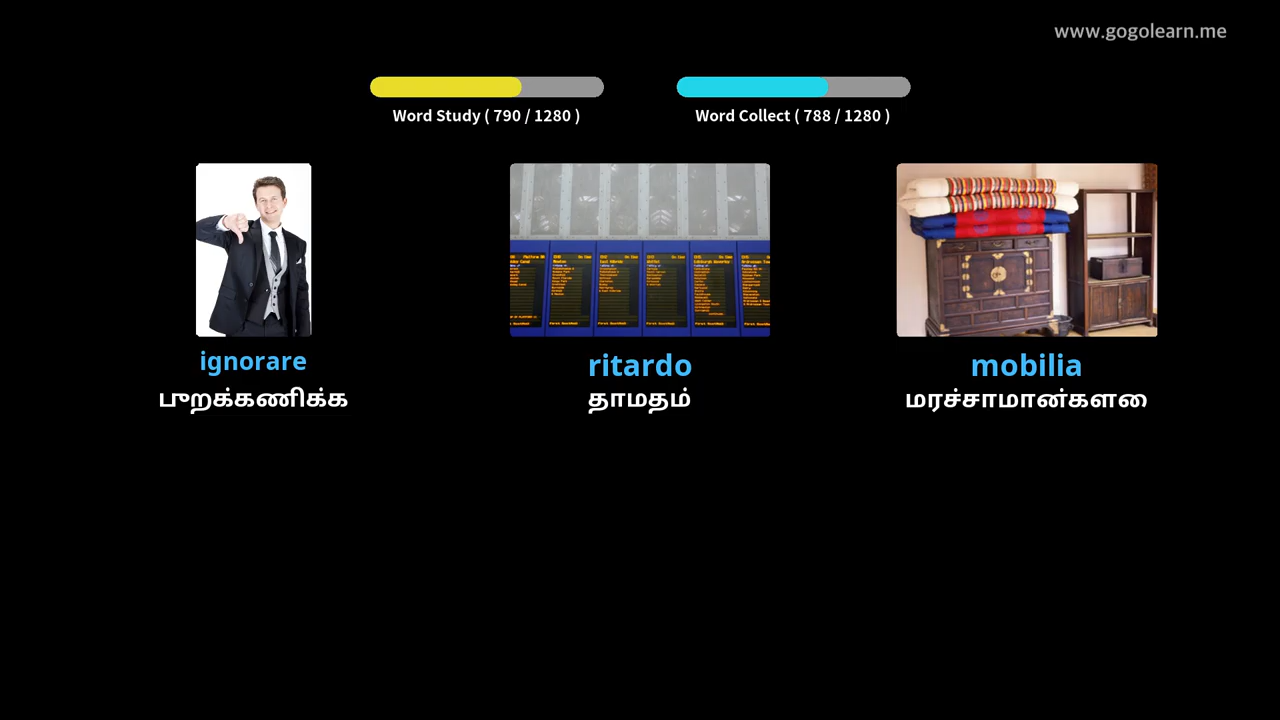 www.gogolearn.me
Word Study ( 790 / 1280 )
Word Collect ( 788 / 1280 )
ignorare
ritardo
mobilia
புறக்கணிக்க
தாமதம்
மரச்சாமான்களை